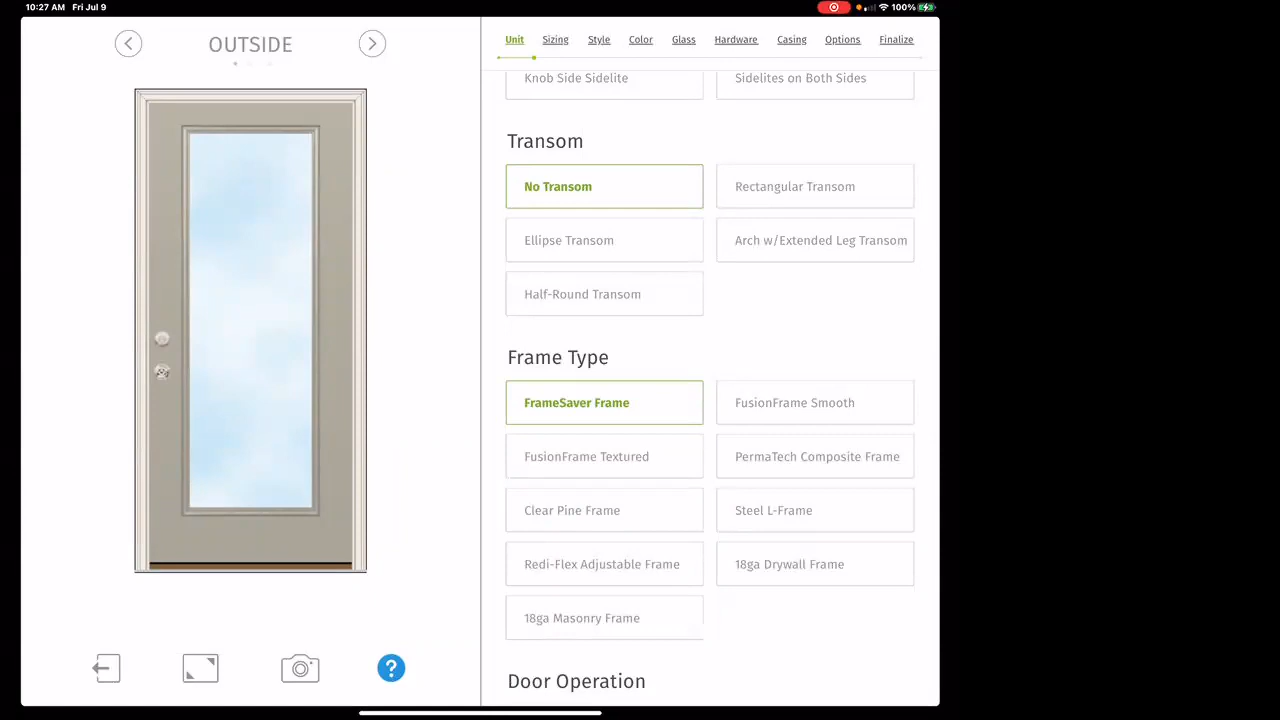 10:27 AM Fri Jul 9
100%
OUTSIDE
Unit Sizing Style Color Glass Hardware Casing Options Finalize
Knob Side Sidelite Sidelites on Both Sides
Transom
No Transom Rectangular Transom
Ellipse Transom Arch w/Extended Leg Transom
Half-Round Transom
Frame Type
FrameSaver Frame FusionFrame Smooth
FusionFrame Textured PermaTech Composite Frame
Clear Pine Frame Steel L-Frame
Redi-Flex Adjustable Frame 18ga Drywall Frame
18ga Masonry Frame
Door Operation
?